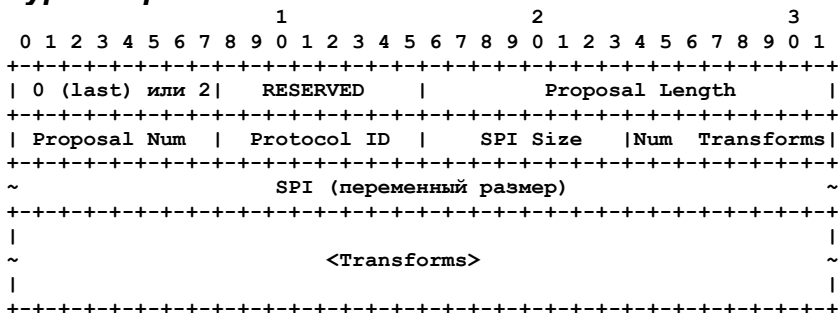 1                   2                   3
 0 1 2 3 4 5 6 7 8 9 0 1 2 3 4 5 6 7 8 9 0 1 2 3 4 5 6 7 8 9 0 1
+-+-+-+-+-+-+-+-+-+-+-+-+-+-+-+-+-+-+-+-+-+-+-+-+-+-+-+-+-+-+-+-+
| 0 (last) или 2|   RESERVED    |         Proposal Length       |
+-+-+-+-+-+-+-+-+-+-+-+-+-+-+-+-+-+-+-+-+-+-+-+-+-+-+-+-+-+-+-+-+
| Proposal Num  |  Protocol ID  |    SPI Size   |Num  Transforms|
+-+-+-+-+-+-+-+-+-+-+-+-+-+-+-+-+-+-+-+-+-+-+-+-+-+-+-+-+-+-+-+-+
~                    SPI (переменный размер)                    ~
+-+-+-+-+-+-+-+-+-+-+-+-+-+-+-+-+-+-+-+-+-+-+-+-+-+-+-+-+-+-+-+-+
|                                                               |
~                        <Transforms>                           ~
|                                                               |
+-+-+-+-+-+-+-+-+-+-+-+-+-+-+-+-+-+-+-+-+-+-+-+-+-+-+-+-+-+-+-+-+